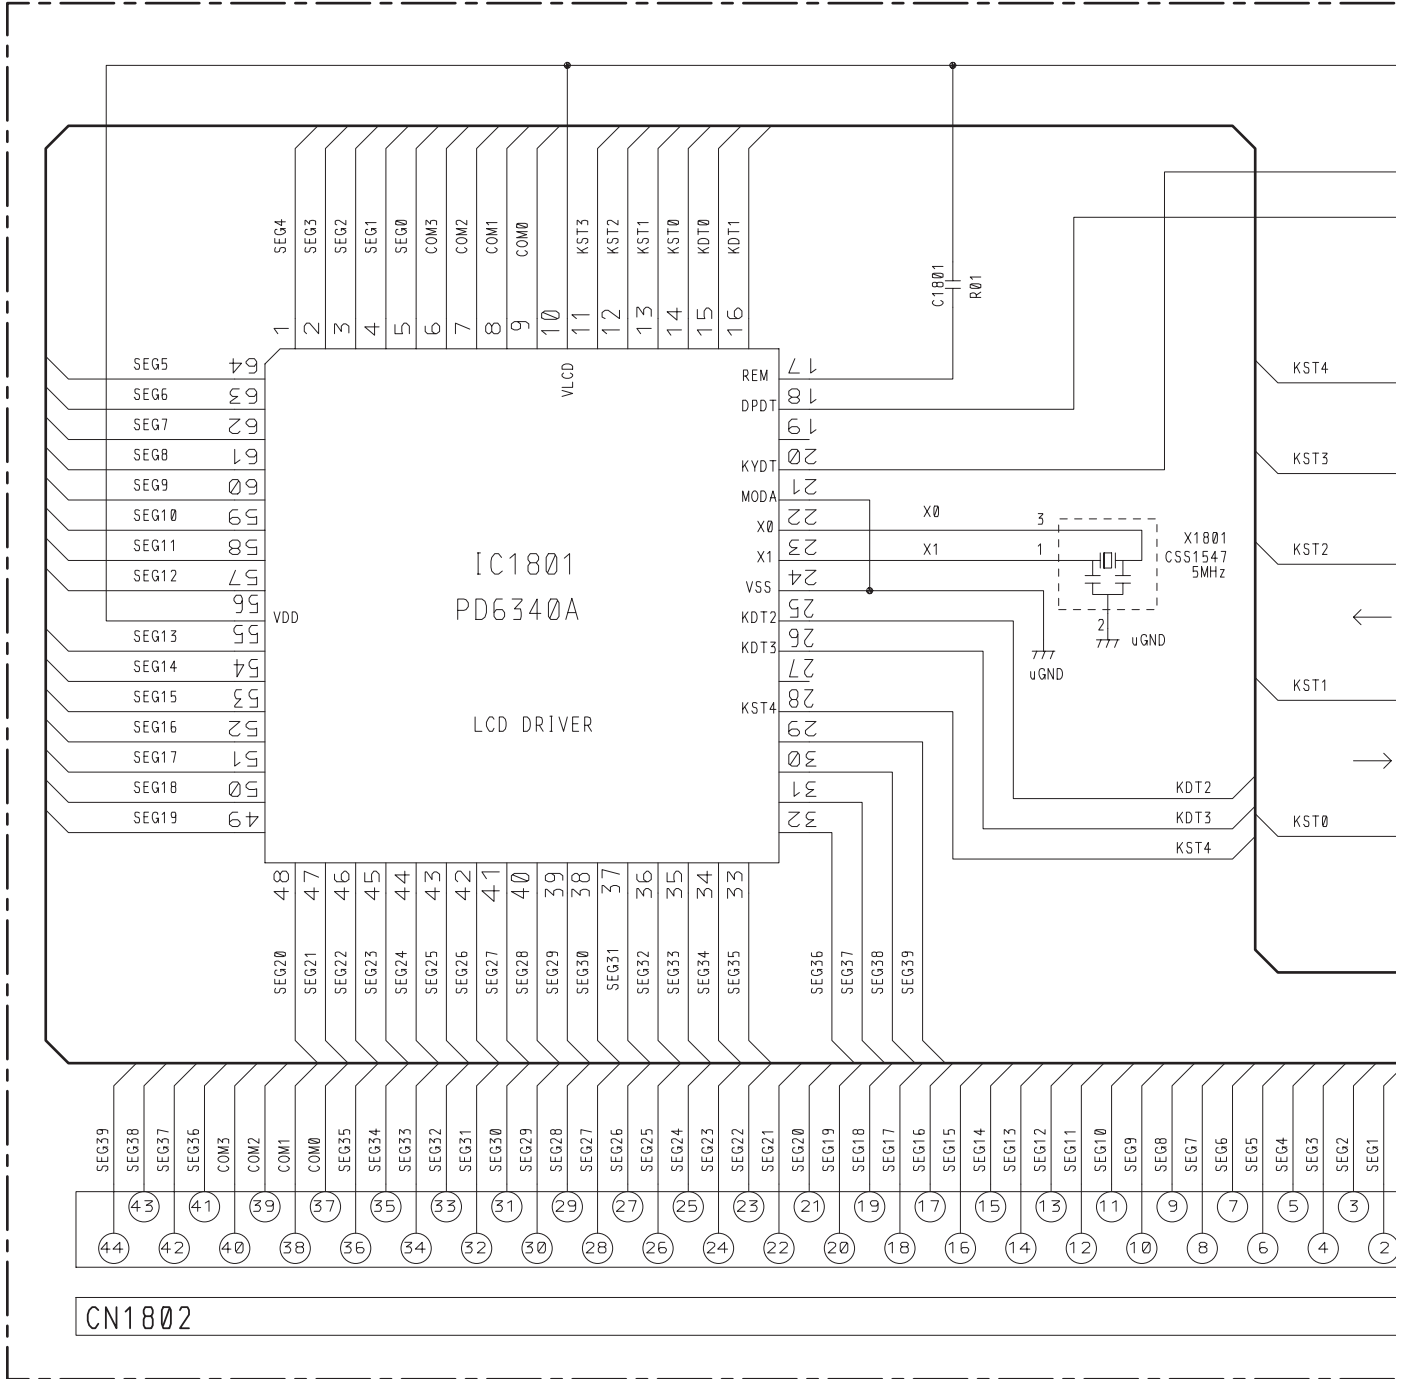 SEG4 SEG3 SEG2 SEG1 SEG0 COM3 COM2 COM1 COM0 KST3 KST2 KST1 KST0 KDT0 KDT1
1 2 3 4 5 6 7 8 9 10 11 12 13 14 15 16
C1801
R01
VLCD
SEG5 64
SEG6 63
SEG7 62
SEG8 61
SEG9 60
SEG10 59
SEG11 58
SEG12 57
56
VDD
SEG13 55
SEG14 54
SEG15 53
SEG16 52
SEG17 51
SEG18 50
SEG19 49
IC1801
PD6340A
LCD DRIVER
REM 17
DPDT 18
19
KYDT 20
MODA 21
X0 22 X0 3
X1 23 X1 1
VSS 24
KDT2 25
KDT3 26
27
KST4 28
29
30
31
32
X1801
CSS1547
5MHz
2
uGND
uGND
KST4
KST3
KST2
KST1
KST0
KDT2
KDT3
KST4
48 47 46 45 44 43 42 41 40 39 38 37 36 35 34 33
SEG20 SEG21 SEG22 SEG23 SEG24 SEG25 SEG26 SEG27 SEG28 SEG29 SEG30 SEG31 SEG32 SEG33 SEG34 SEG35 SEG36 SEG37 SEG38 SEG39
SEG39 SEG38 SEG37 SEG36 COM3 COM2 COM1 COM0 SEG35 SEG34 SEG33 SEG32 SEG31 SEG30 SEG29 SEG28 SEG27 SEG26 SEG25 SEG24 SEG23 SEG22 SEG21 SEG20 SEG19 SEG18 SEG17 SEG16 SEG15 SEG14 SEG13 SEG12 SEG11 SEG10 SEG9 SEG8 SEG7 SEG6 SEG5 SEG4 SEG3 SEG2 SEG1
43 41 39 37 35 33 31 29 27 25 23 21 19 17 15 13 11 9 7 5 3
44 42 40 38 36 34 32 30 28 26 24 22 20 18 16 14 12 10 8 6 4 2
CN1802